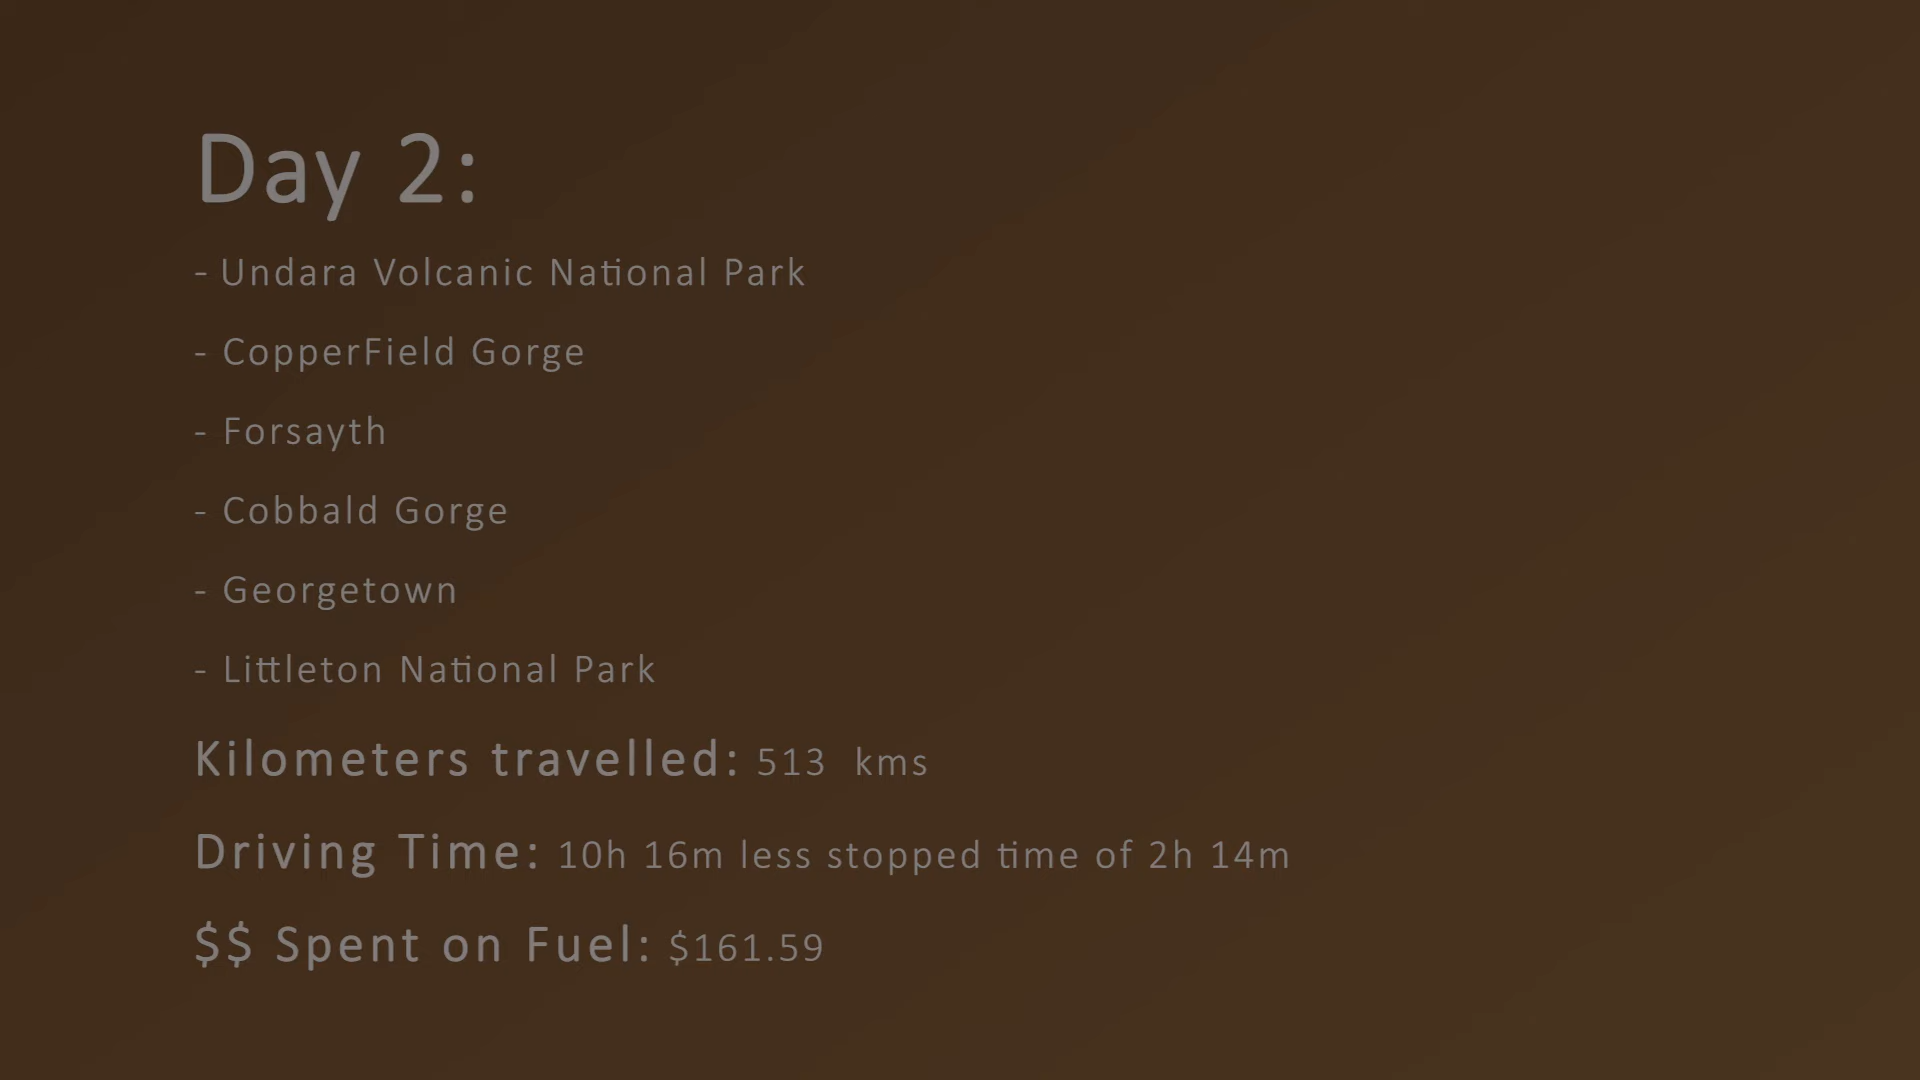 Day 2:
- Undara Volcanic National Park
- CopperField Gorge
- Forsayth
- Cobbald Gorge
- Georgetown
- Littleton National Park
Kilometers travelled: 513 kms
Driving Time: 10h 16m less stopped time of 2h 14m
$$ Spent on Fuel: $161.59